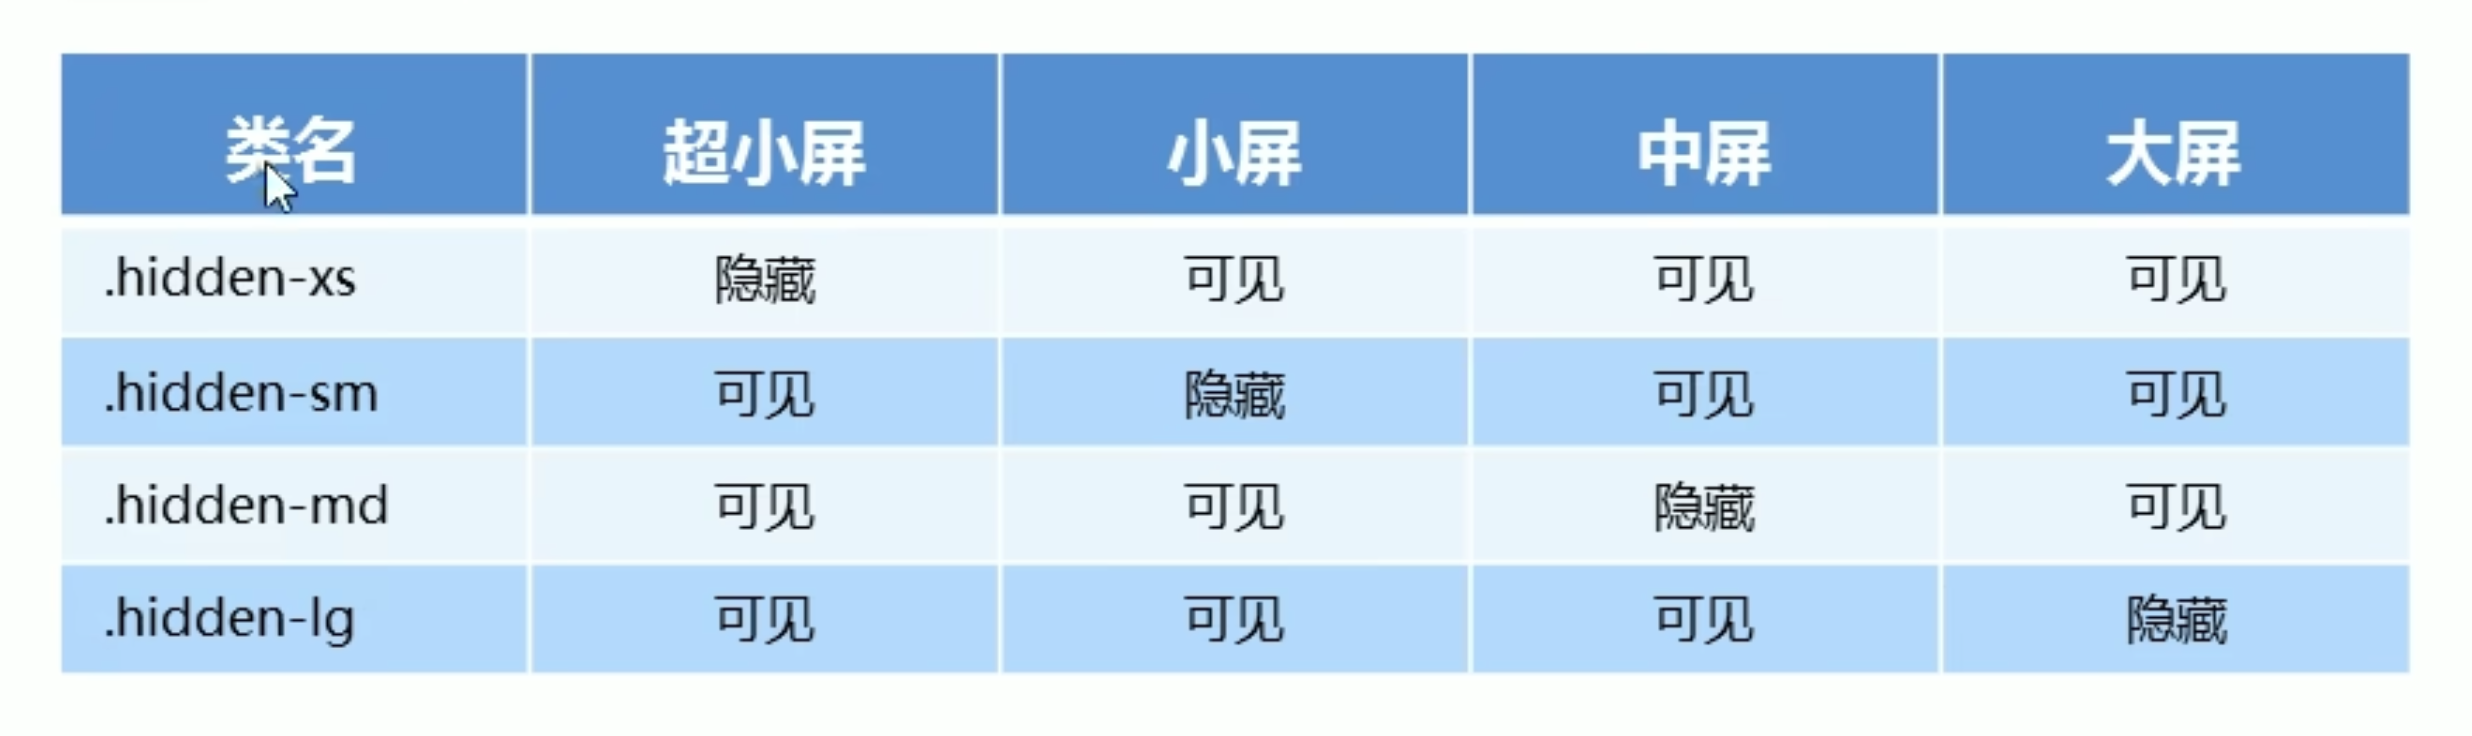 类名 超小屏 小屏 中屏 大屏
.hidden-xs 隐藏 可见 可见 可见
.hidden-sm 可见 隐藏 可见 可见
.hidden-md 可见 可见 隐藏 可见
.hidden-lg 可见 可见 可见 隐藏